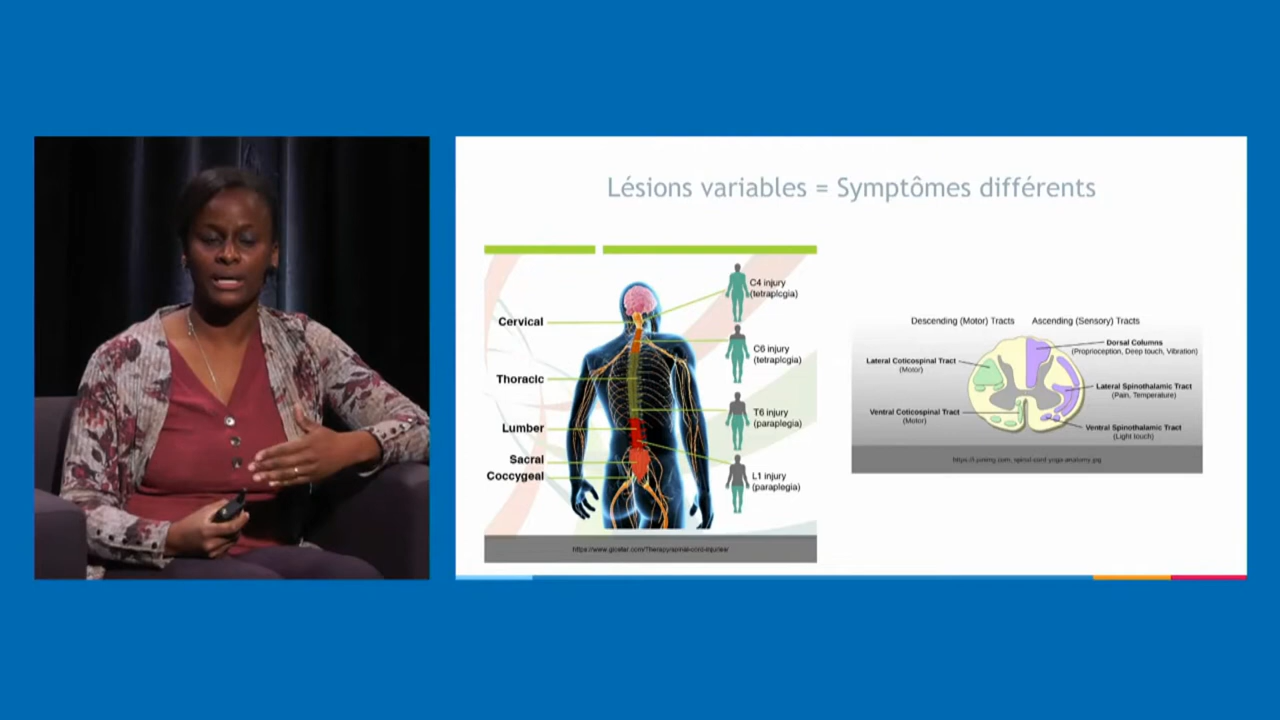 Lésions variables = Symptômes différents
Cervical
Thoracic
Lumber
Sacral
Coccygeal
C4 injury
(tetraplegia)
C6 injury
(tetraplegia)
T6 injury
(paraplegia)
L1 injury
(paraplegia)
Descending (Motor) Tracts
Ascending (Sensory) Tracts
Lateral Coticospinal Tract
(Motor)
Ventral Coticospinal Tract
(Motor)
Dorsal Columns
(Proprioception, Deep touch, Vibration)
Lateral Spinothalamic Tract
(Pain, Temperature)
Ventral Spinothalamic Tract
(Light touch)